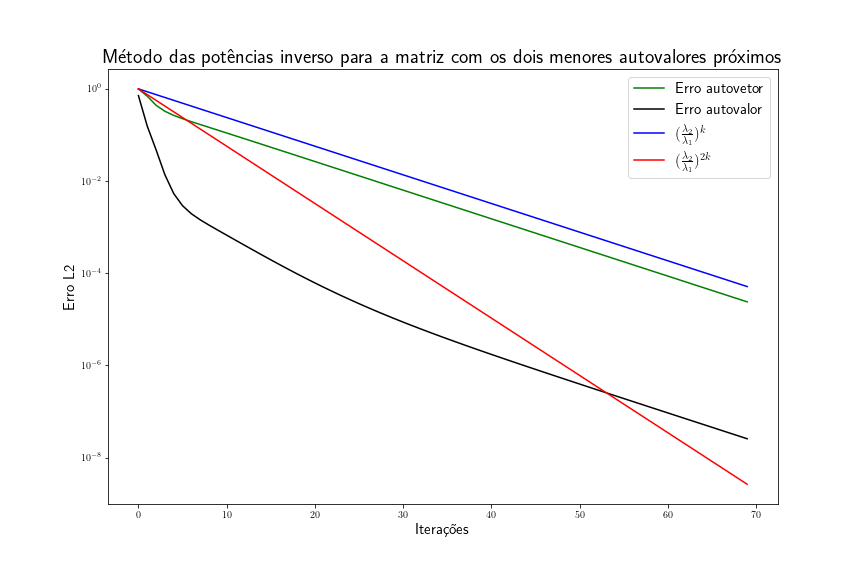 Método das potências inverso para a matriz com os dois menores autovalores próximos
Erro autovetor
Erro autovalor
(λ₂/λ₁)ᵏ
(λ₂/λ₁)²ᵏ
Erro L2
10⁰
10⁻²
10⁻⁴
10⁻⁶
10⁻⁸
0 10 20 30 40 50 60 70
Iterações